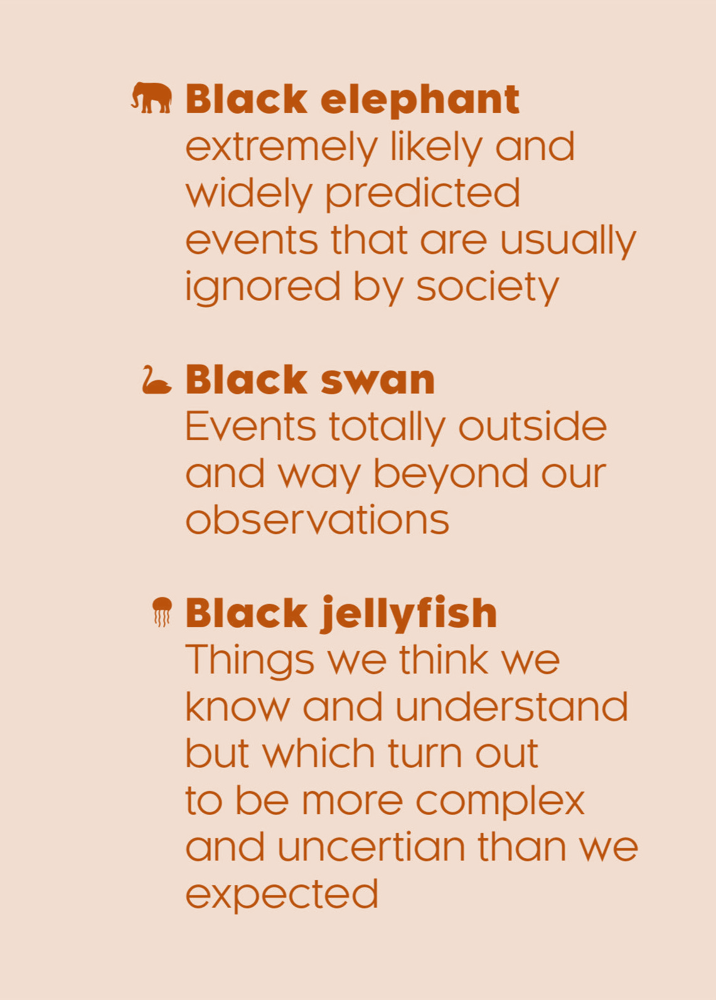 Black elephant
extremely likely and
widely predicted
events that are usually
ignored by society
Black swan
Events totally outside
and way beyond our
observations
Black jellyfish
Things we think we
know and understand
but which turn out
to be more complex
and uncertian than we
expected